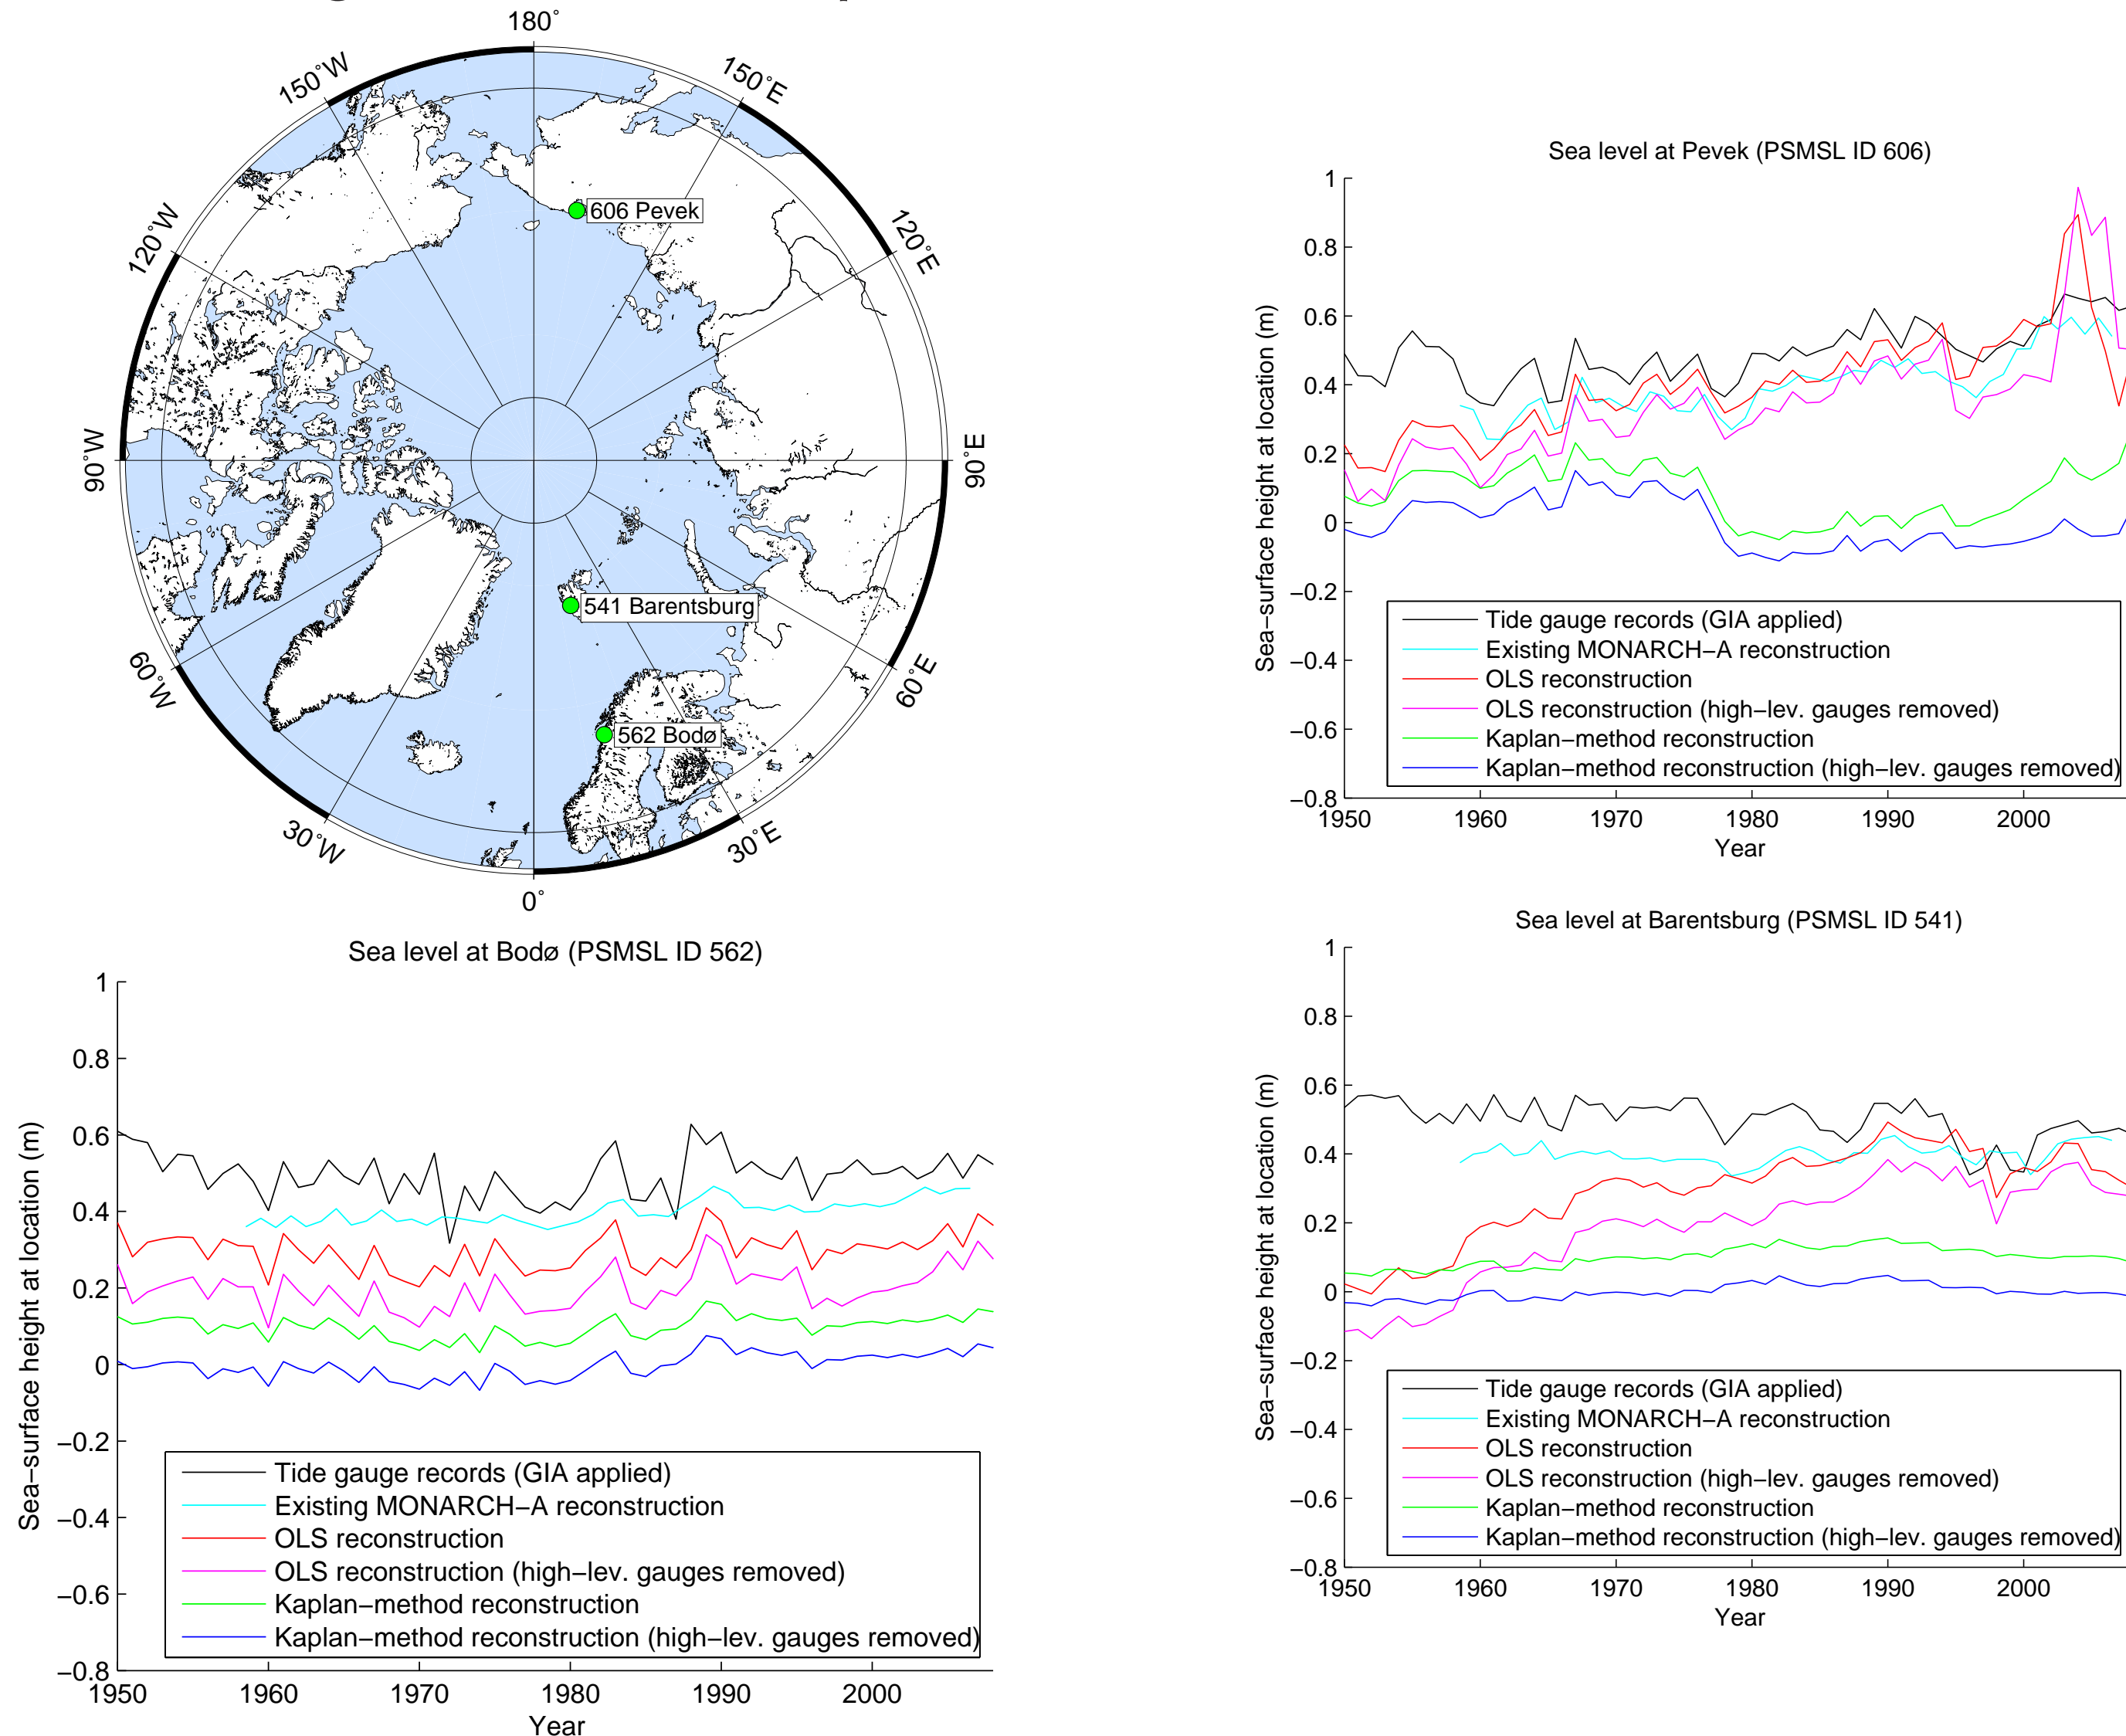 180°
150°W
150°E
120°W
120°E
90°W
90°E
60°W
60°E
30°W
30°E
0°
606 Pevek
541 Barentsburg
562 Bodø
Sea level at Pevek (PSMSL ID 606)
1
0.8
0.6
0.4
0.2
0
−0.2
−0.4
−0.6
−0.8
Sea−surface height at location (m)
Tide gauge records (GIA applied)
Existing MONARCH−A reconstruction
OLS reconstruction
OLS reconstruction (high−lev. gauges removed)
Kaplan−method reconstruction
Kaplan−method reconstruction (high−lev. gauges removed)
1950 1960 1970 1980 1990 2000
Year
Sea level at Bodø (PSMSL ID 562)
1
0.8
0.6
0.4
0.2
0
−0.2
−0.4
−0.6
−0.8
Sea−surface height at location (m)
Tide gauge records (GIA applied)
Existing MONARCH−A reconstruction
OLS reconstruction
OLS reconstruction (high−lev. gauges removed)
Kaplan−method reconstruction
Kaplan−method reconstruction (high−lev. gauges removed)
1950 1960 1970 1980 1990 2000
Year
Sea level at Barentsburg (PSMSL ID 541)
1
0.8
0.6
0.4
0.2
0
−0.2
−0.4
−0.6
−0.8
Sea−surface height at location (m)
Tide gauge records (GIA applied)
Existing MONARCH−A reconstruction
OLS reconstruction
OLS reconstruction (high−lev. gauges removed)
Kaplan−method reconstruction
Kaplan−method reconstruction (high−lev. gauges removed)
1950 1960 1970 1980 1990 2000
Year